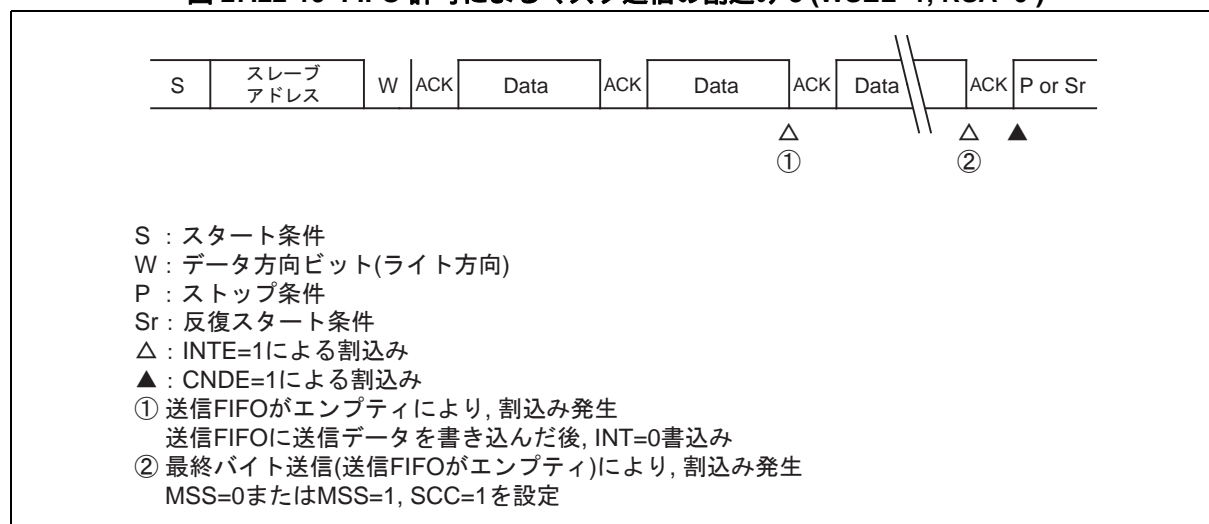 S スレーブ アドレス W ACK Data ACK Data ACK Data ACK P or Sr
△ △ ▲
① ②
S : スタート条件
W : データ方向ビット(ライト方向)
P : ストップ条件
Sr : 反復スタート条件
△ : INTE=1による割込み
▲ : CNDE=1による割込み
① 送信FIFOがエンプティにより, 割込み発生
送信FIFOに送信データを書き込んだ後, INT=0書込み
② 最終バイト送信(送信FIFOがエンプティ)により, 割込み発生
MSS=0またはMSS=1, SCC=1を設定